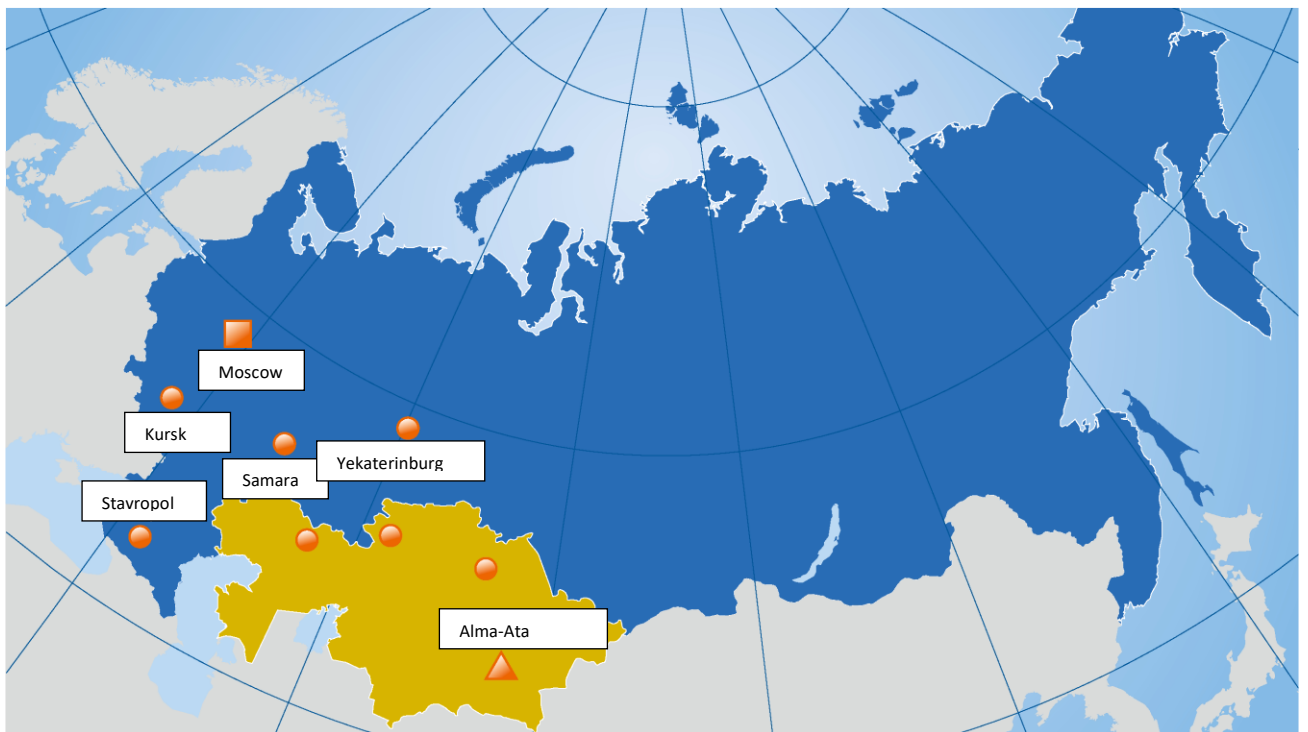 Moscow
Kursk
Yekaterinburg
Samara
Stavropol
Alma-Ata